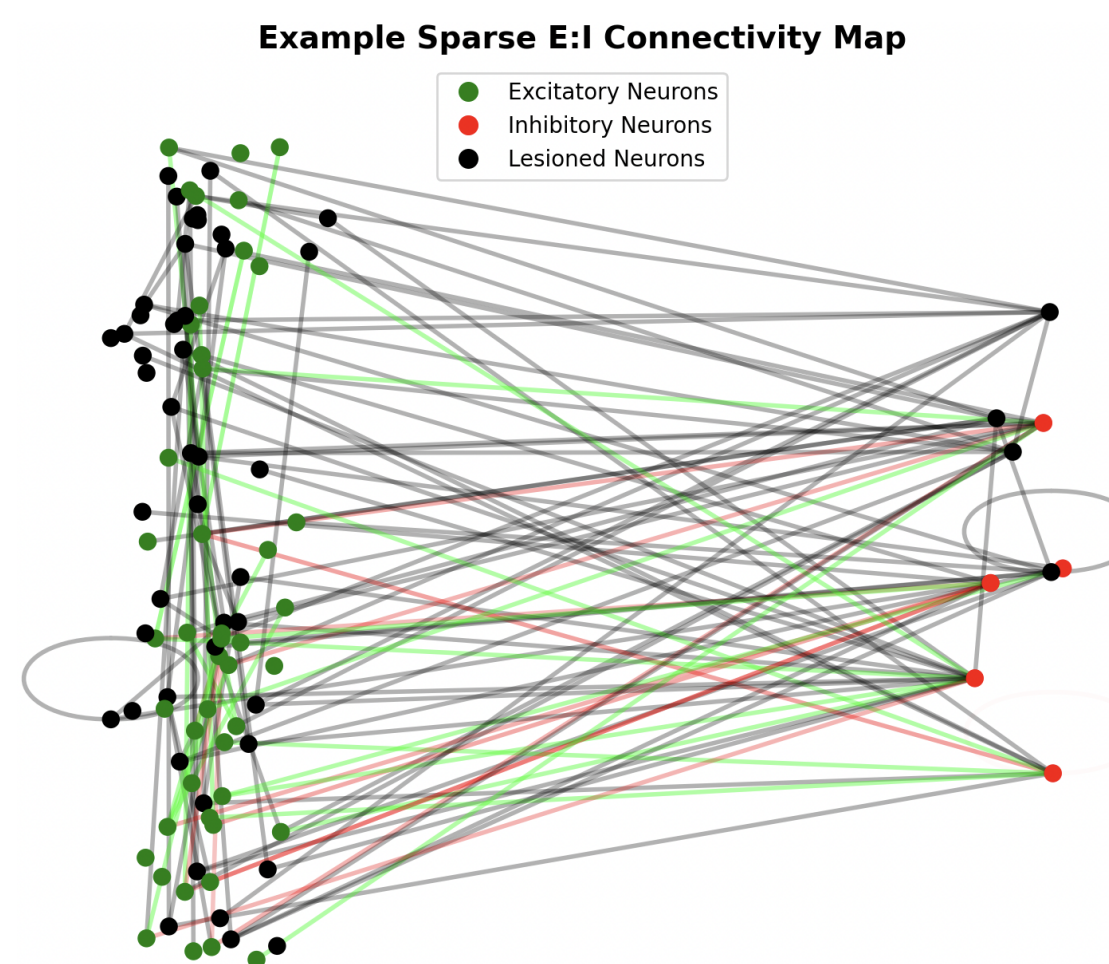 Example Sparse E:I Connectivity Map
Excitatory Neurons
Inhibitory Neurons
Lesioned Neurons